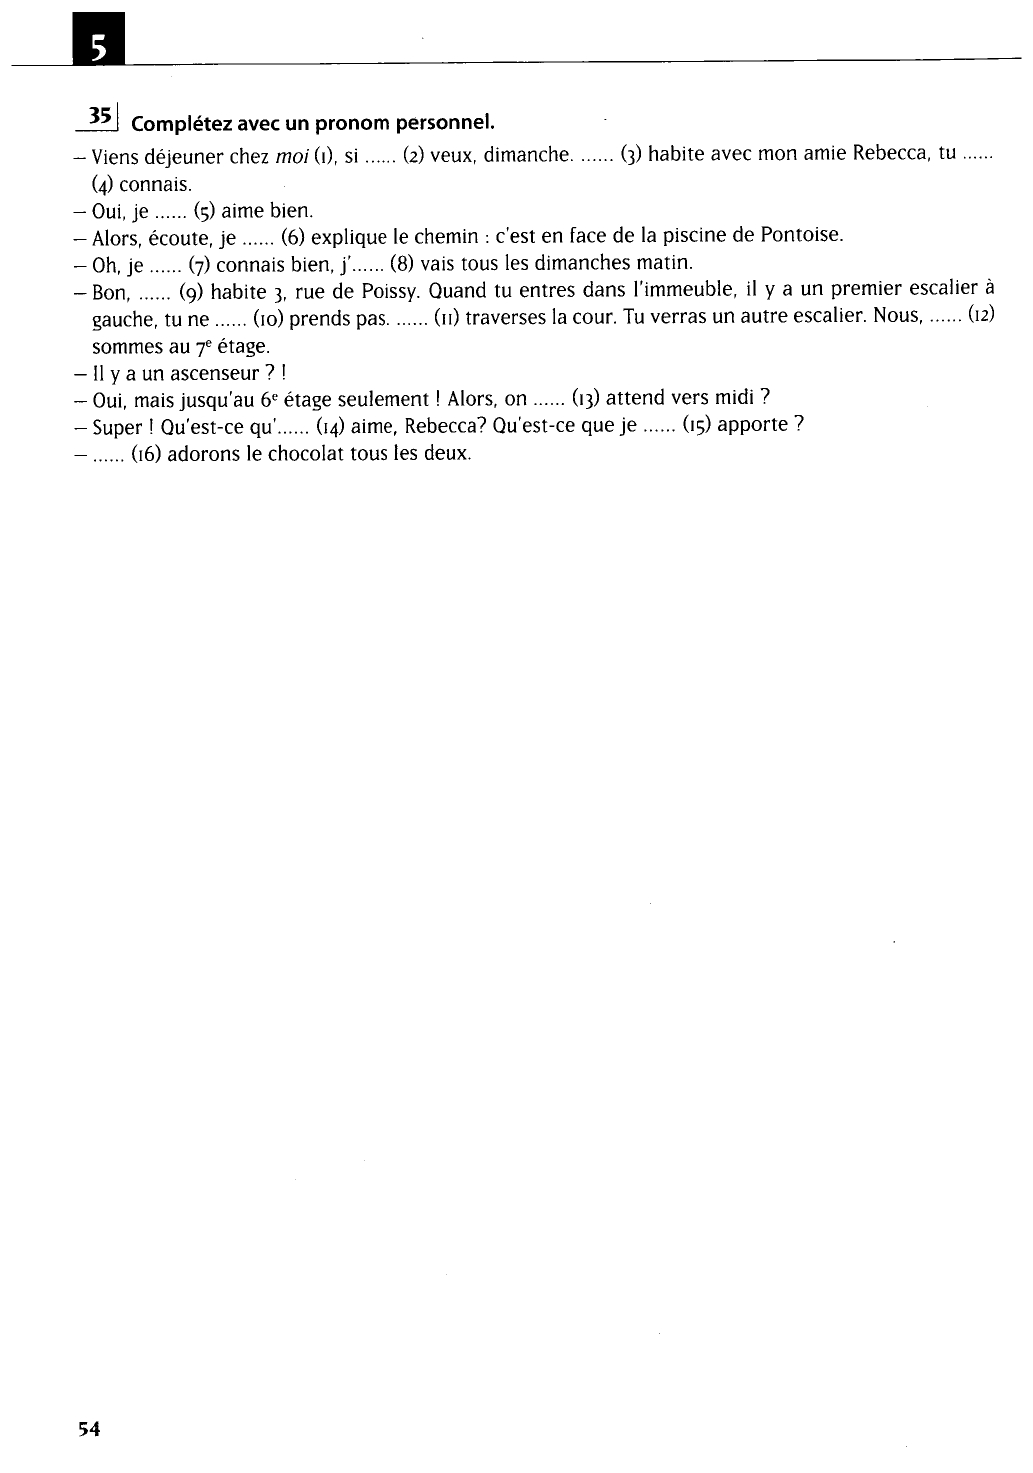 5
35 Complétez avec un pronom personnel.
– Viens déjeuner chez moi (1), si ...... (2) veux, dimanche. ...... (3) habite avec mon amie Rebecca, tu ......
(4) connais.
– Oui, je ...... (5) aime bien.
– Alors, écoute, je ...... (6) explique le chemin : c'est en face de la piscine de Pontoise.
– Oh, je ...... (7) connais bien, j'...... (8) vais tous les dimanches matin.
– Bon, ...... (9) habite 3, rue de Poissy. Quand tu entres dans l'immeuble, il y a un premier escalier à
gauche, tu ne ...... (10) prends pas. ...... (11) traverses la cour. Tu verras un autre escalier. Nous, ...... (12)
sommes au 7e étage.
– Il y a un ascenseur ? !
– Oui, mais jusqu'au 6e étage seulement ! Alors, on ...... (13) attend vers midi ?
– Super ! Qu'est-ce qu'...... (14) aime, Rebecca? Qu'est-ce que je ...... (15) apporte ?
– ...... (16) adorons le chocolat tous les deux.
54